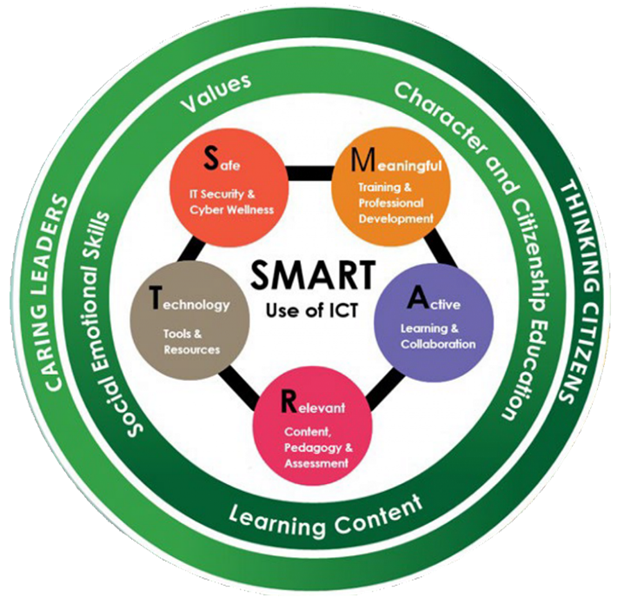 CARING LEADERS
THINKING CITIZENS
Values
Character and Citizenship Education
Social Emotional Skills
Learning Content
Safe
IT Security &
Cyber Wellness
Meaningful
Training &
Professional
Development
SMART
Use of ICT
Technology
Tools &
Resources
Active
Learning &
Collaboration
Relevant
Content,
Pedagogy &
Assessment